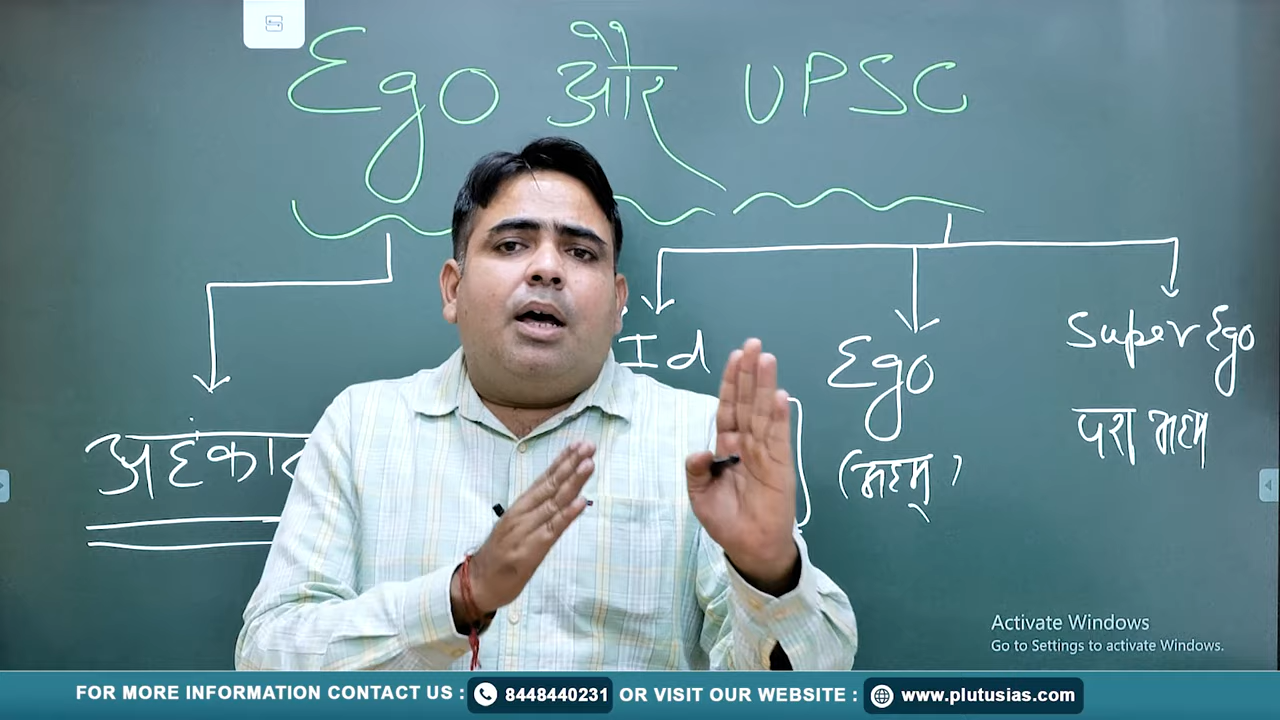 Ego और UPSC
Id
Ego
Super Ego
अहंकार
(अहम्)
परा अहम्
Activate Windows
Go to Settings to activate Windows.
FOR MORE INFORMATION CONTACT US : 8448440231 OR VISIT OUR WEBSITE : www.plutusias.com